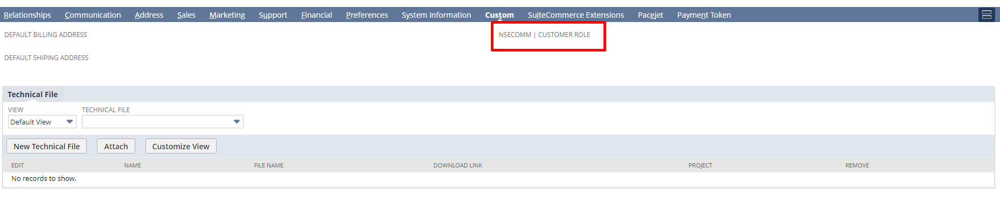 Relationships Communication Address Sales Marketing Support Financial Preferences System Information Custom SuiteCommerce Extensions Pacejet Payment Token
DEFAULT BILLING ADDRESS NSECOMM | CUSTOMER ROLE
DEFAULT SHIPING ADDRESS
Technical File
VIEW TECHNICAL FILE
Default View
New Technical File Attach Customize View
EDIT NAME FILE NAME DOWNLOAD LINK PROJECT REMOVE
No records to show.